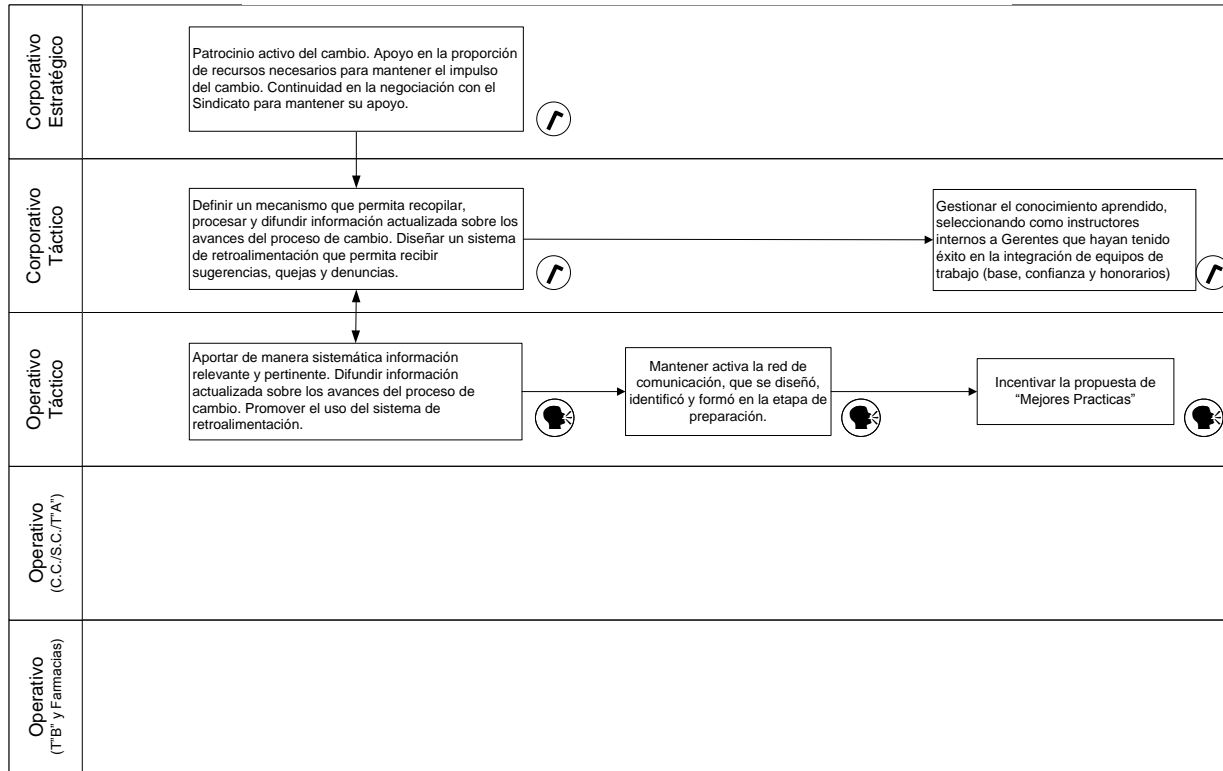 Corporativo
Estratégico
Patrocinio activo del cambio. Apoyo en la proporción
de recursos necesarios para mantener el impulso
del cambio. Continuidad en la negociación con el
Sindicato para mantener su apoyo.
Corporativo
Táctico
Definir un mecanismo que permita recopilar,
procesar y difundir información actualizada sobre los
avances del proceso de cambio. Diseñar un sistema
de retroalimentación que permita recibir
sugerencias, quejas y denuncias.
Gestionar el conocimiento aprendido,
seleccionando como instructores
internos a Gerentes que hayan tenido
éxito en la integración de equipos de
trabajo (base, confianza y honorarios)
Operativo
Táctico
Aportar de manera sistemática información
relevante y pertinente. Difundir información
actualizada sobre los avances del proceso de
cambio. Promover el uso del sistema de
retroalimentación.
Mantener activa la red de
comunicación, que se diseñó,
identificó y formó en la etapa de
preparación.
Incentivar la propuesta de
“Mejores Practicas”
Operativo
(C.C./S.C./T”A”)
Operativo
(T”B” y Farmacias)